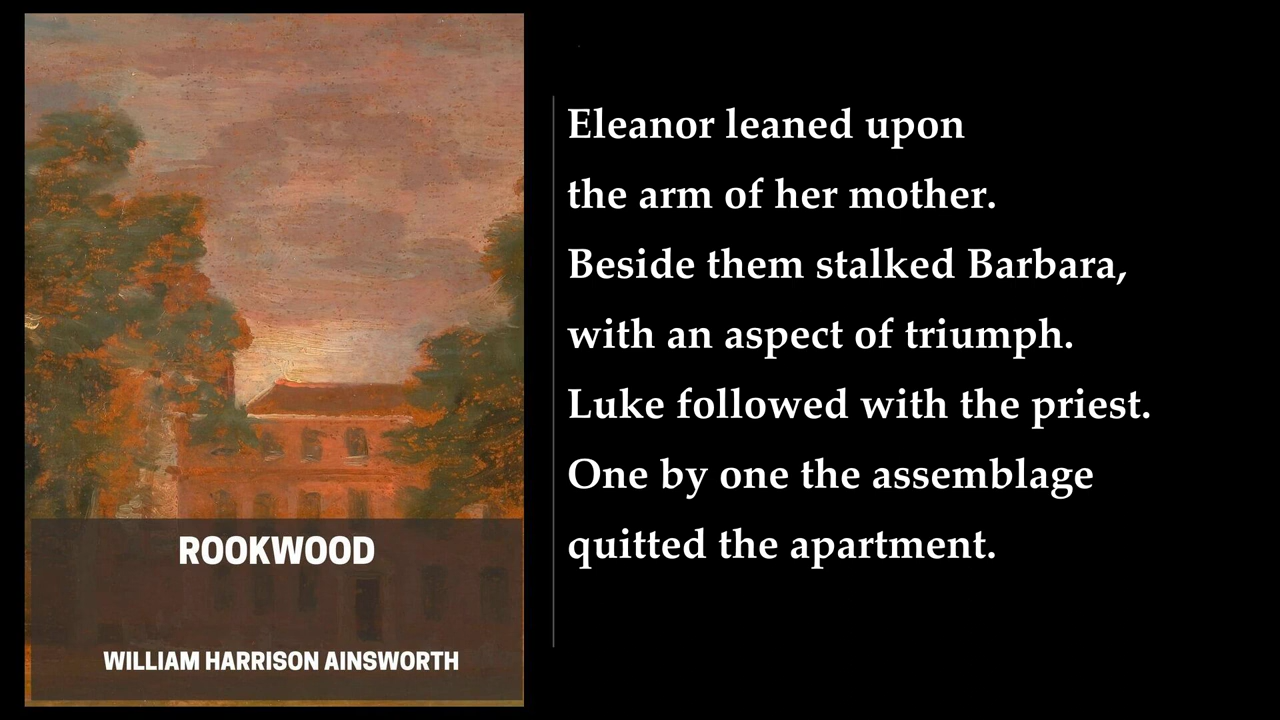 ROOKWOOD
WILLIAM HARRISON AINSWORTH
Eleanor leaned upon
the arm of her mother.
Beside them stalked Barbara,
with an aspect of triumph.
Luke followed with the priest.
One by one the assemblage
quitted the apartment.